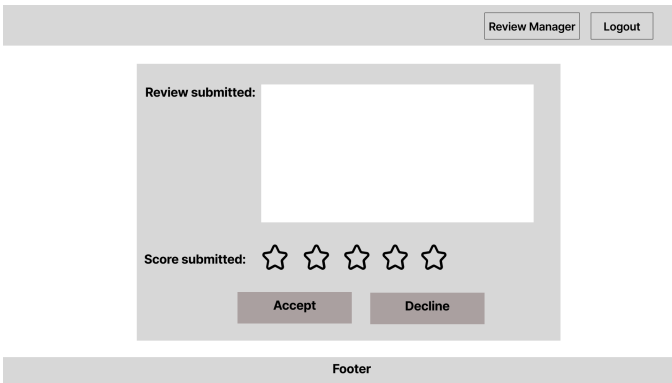 Review Manager Logout
Review submitted:
Score submitted:
Accept Decline
Footer